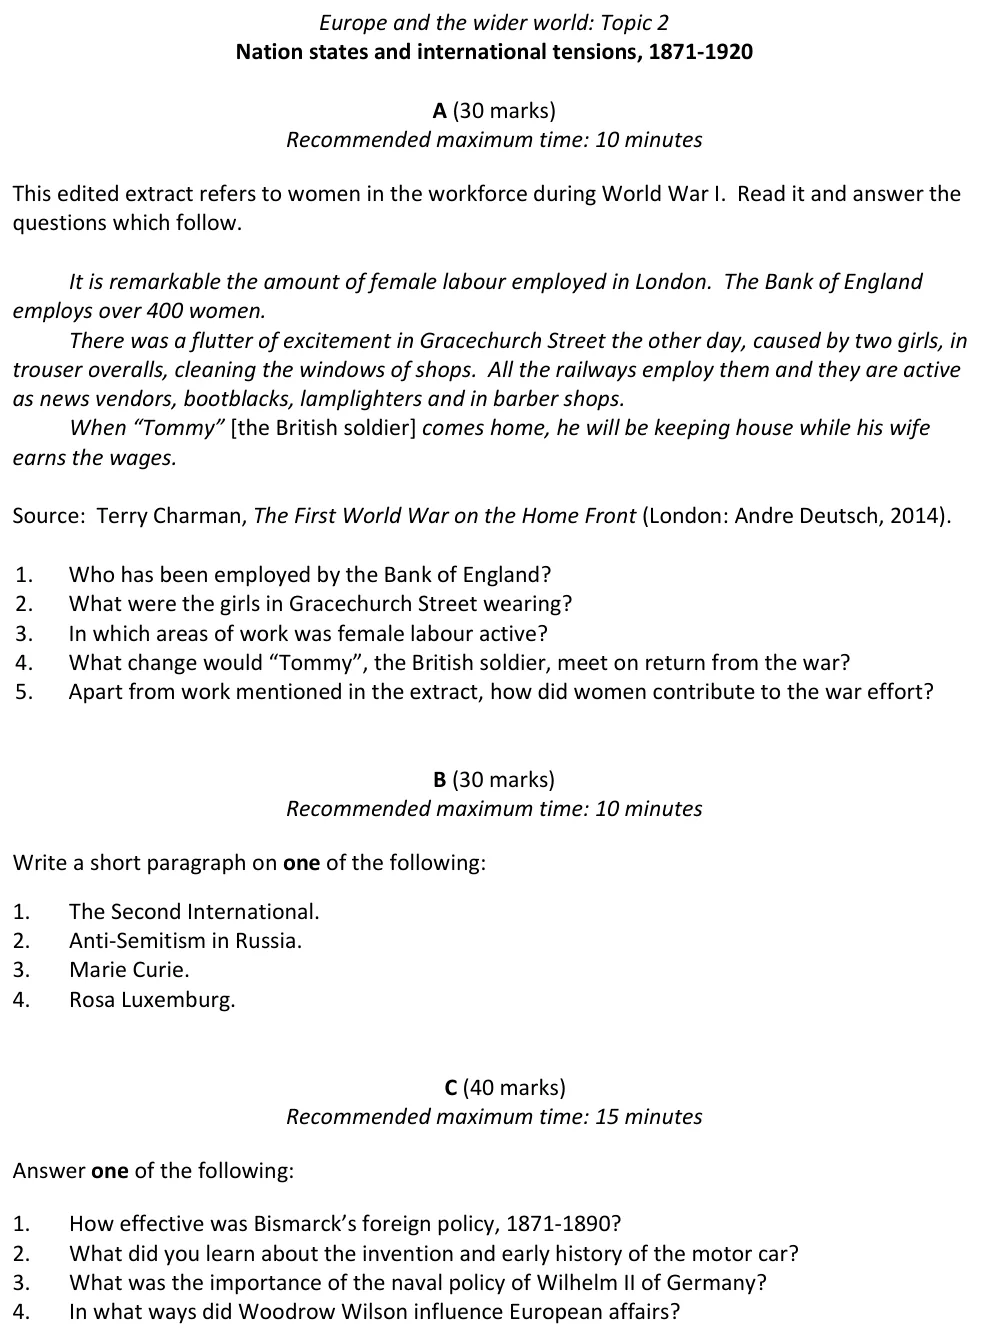 Europe and the wider world: Topic 2
Nation states and international tensions, 1871-1920
A (30 marks)
Recommended maximum time: 10 minutes
This edited extract refers to women in the workforce during World War I.  Read it and answer the
questions which follow.
It is remarkable the amount of female labour employed in London.  The Bank of England
employs over 400 women.
There was a flutter of excitement in Gracechurch Street the other day, caused by two girls, in
trouser overalls, cleaning the windows of shops.  All the railways employ them and they are active
as news vendors, bootblacks, lamplighters and in barber shops.
When “Tommy” [the British soldier] comes home, he will be keeping house while his wife
earns the wages.
Source:  Terry Charman, The First World War on the Home Front (London: Andre Deutsch, 2014).
1. Who has been employed by the Bank of England?
2. What were the girls in Gracechurch Street wearing?
3. In which areas of work was female labour active?
4. What change would “Tommy”, the British soldier, meet on return from the war?
5. Apart from work mentioned in the extract, how did women contribute to the war effort?
B (30 marks)
Recommended maximum time: 10 minutes
Write a short paragraph on one of the following:
1. The Second International.
2. Anti-Semitism in Russia.
3. Marie Curie.
4. Rosa Luxemburg.
C (40 marks)
Recommended maximum time: 15 minutes
Answer one of the following:
1. How effective was Bismarck’s foreign policy, 1871-1890?
2. What did you learn about the invention and early history of the motor car?
3. What was the importance of the naval policy of Wilhelm II of Germany?
4. In what ways did Woodrow Wilson influence European affairs?